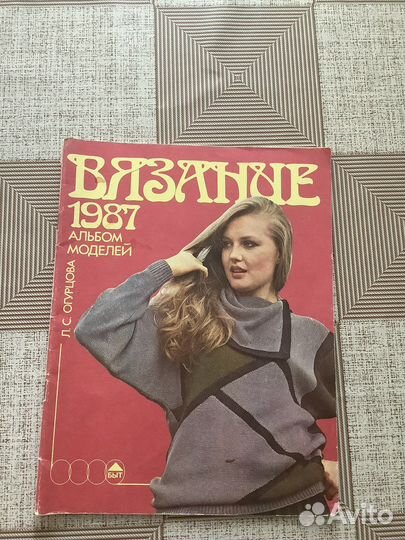 ВЯЗАНИЕ
1987
АЛЬБОМ
МОДЕЛЕЙ
Л.С. ОГУРЦОВА
БЫТ
Avito